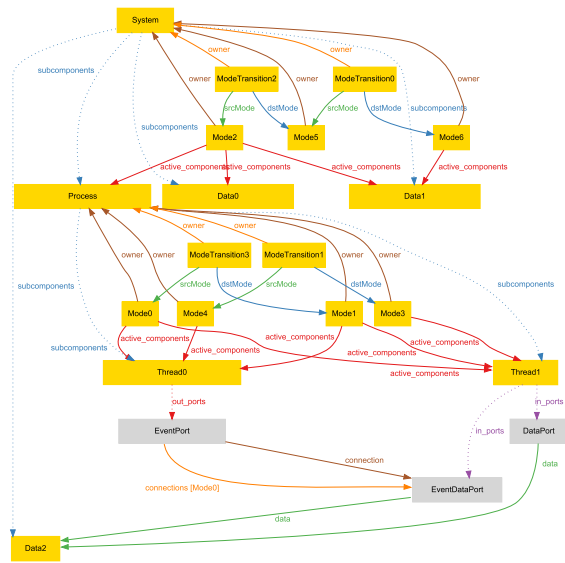 System
owner
owner
owner
owner
owner
subcomponents
ModeTransition2
ModeTransition0
srcMode
dstMode
srcMode
dstMode
subcomponents
subcomponents
Mode2
Mode5
Mode6
active_components
active_components
active_components
active_components
Process
Data0
Data1
owner
owner
owner
owner
owner
owner
ModeTransition3
ModeTransition1
subcomponents
srcMode
dstMode
srcMode
dstMode
subcomponents
Mode0
Mode4
Mode1
Mode3
active_components
active_components
active_components
active_components
active_components
active_components
subcomponents
Thread0
Thread1
out_ports
in_ports
in_ports
EventPort
DataPort
connection
data
connections [Mode0]
EventDataPort
data
Data2